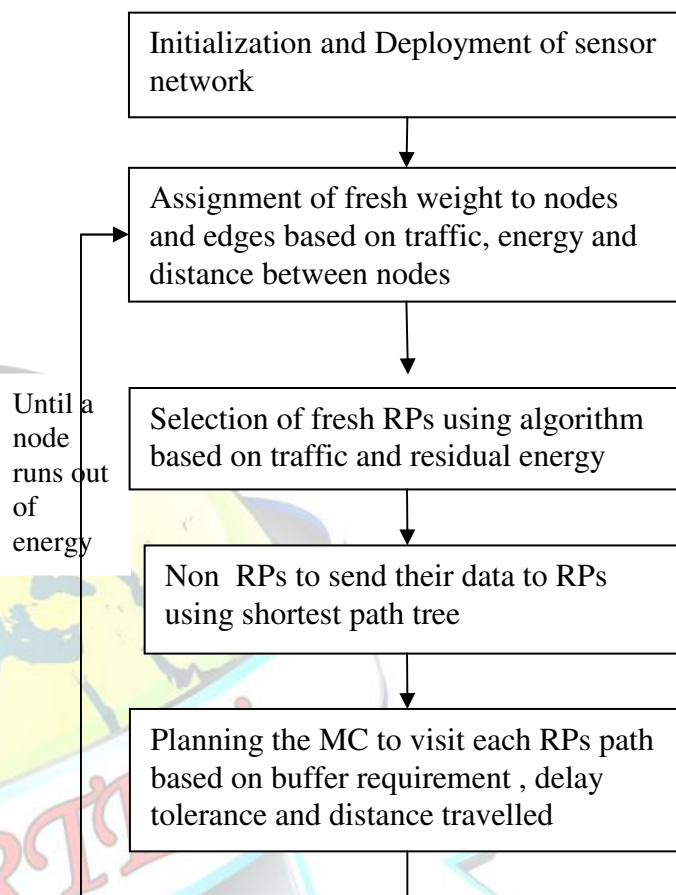 Initialization and Deployment of sensor
network
Assignment of fresh weight to nodes
and edges based on traffic, energy and
distance between nodes
Until a
node
runs out
of
energy
Selection of fresh RPs using algorithm
based on traffic and residual energy
Non RPs to send their data to RPs
using shortest path tree
Planning the MC to visit each RPs path
based on buffer requirement , delay
tolerance and distance travelled